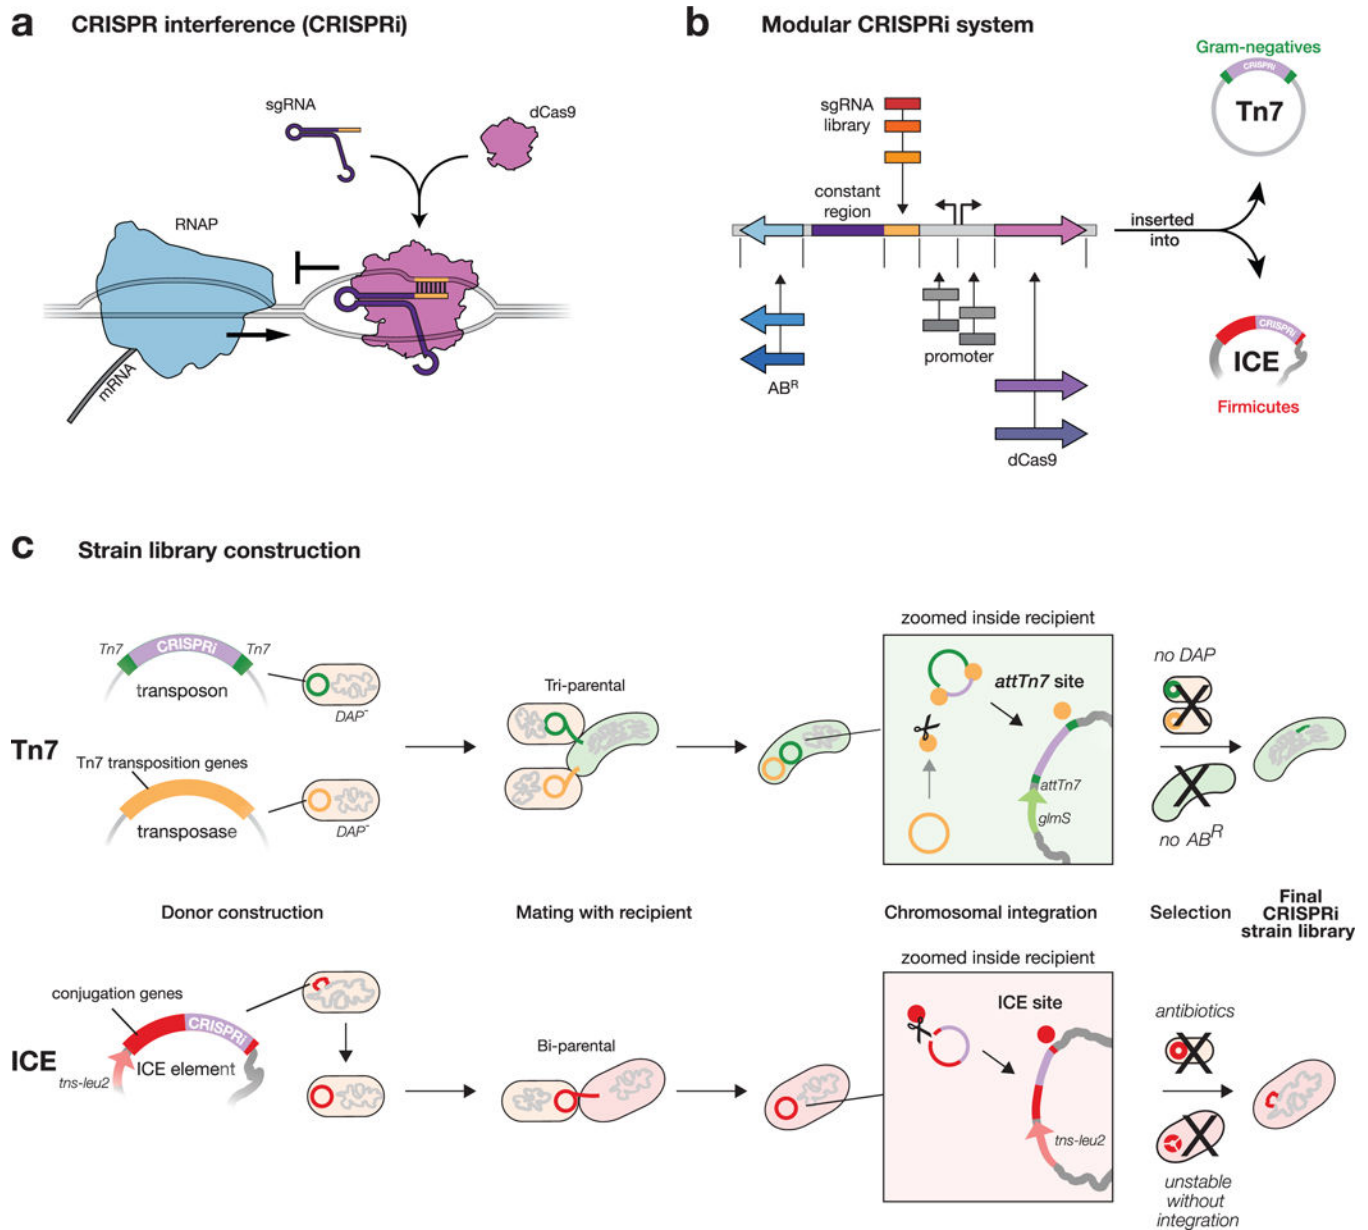 a CRISPR interference (CRISPRi)
sgRNA
dCas9
RNAP
mRNA
b Modular CRISPRi system
Gram-negatives
CRISPRi
Tn7
sgRNA
library
constant
region
inserted
into
promoter
AB^R
dCas9
CRISPRi
ICE
Firmicutes
c Strain library construction
Tn7
Tn7
CRISPRi
transposon
DAP⁻
Tn7
Tn7 transposition genes
transposase
DAP⁻
Tri-parental
zoomed inside recipient
attTn7 site
attTn7
glmS
no DAP
no AB^R
Donor construction
Mating with recipient
Chromosomal integration
Selection
Final
CRISPRi
strain library
conjugation genes
CRISPRi
ICE
tns-leu2
ICE element
Bi-parental
zoomed inside recipient
ICE site
tns-leu2
antibiotics
unstable
without
integration